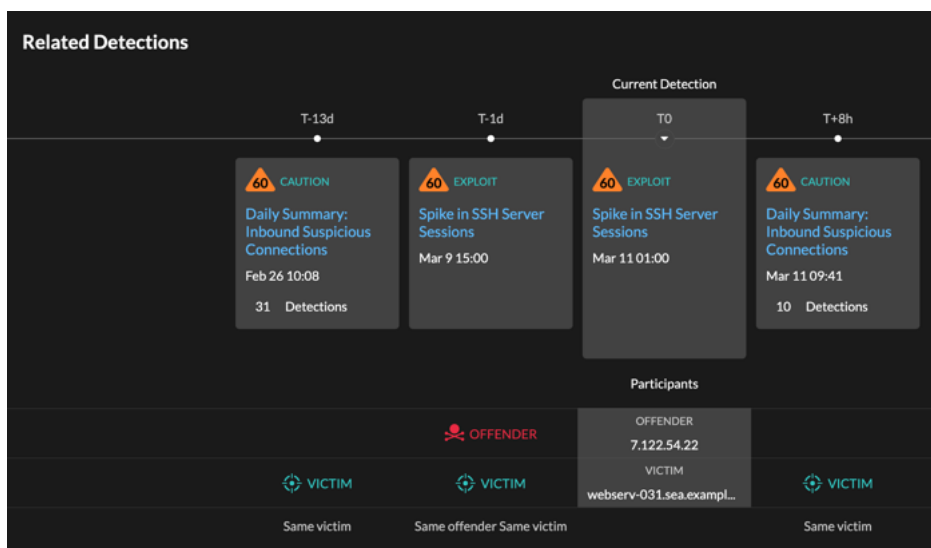 Related Detections
Current Detection
T-13d
T-1d
T0
T+8h
60 CAUTION
Daily Summary:
Inbound Suspicious
Connections
Feb 26 10:08
31 Detections
60 EXPLOIT
Spike in SSH Server
Sessions
Mar 9 15:00
60 EXPLOIT
Spike in SSH Server
Sessions
Mar 11 01:00
60 CAUTION
Daily Summary:
Inbound Suspicious
Connections
Mar 11 09:41
10 Detections
Participants
OFFENDER
OFFENDER
7.122.54.22
VICTIM
VICTIM
VICTIM
webserv-031.sea.exampl...
VICTIM
Same victim
Same offender Same victim
Same victim